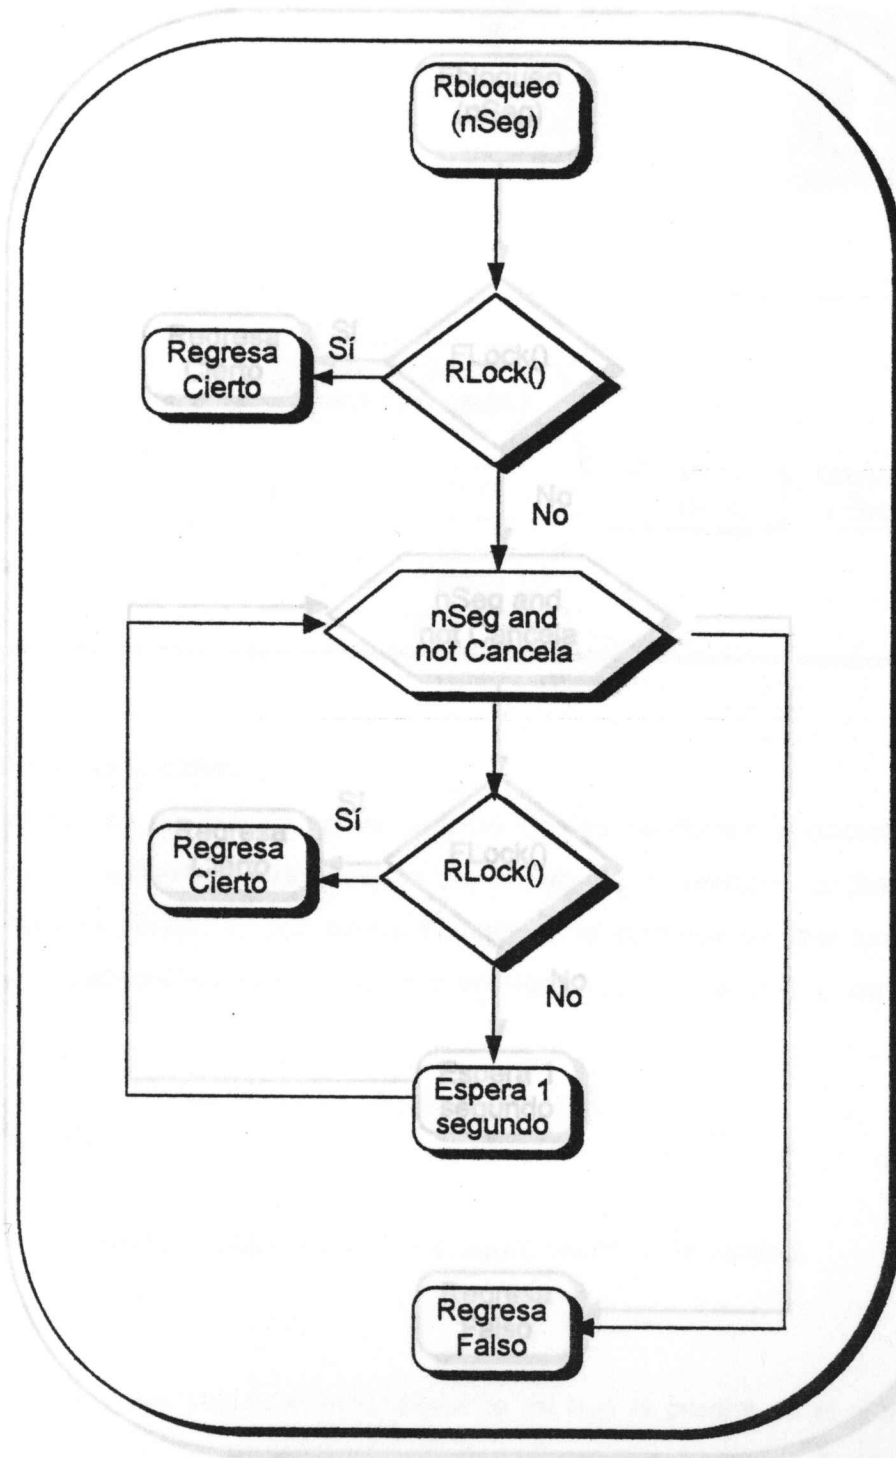 Rbloqueo
(nSeg)
Regresa
Cierto
Sí
RLock()
No
nSeg and
not Cancela
Regresa
Cierto
Sí
RLock()
No
Espera 1
segundo
Regresa
Falso